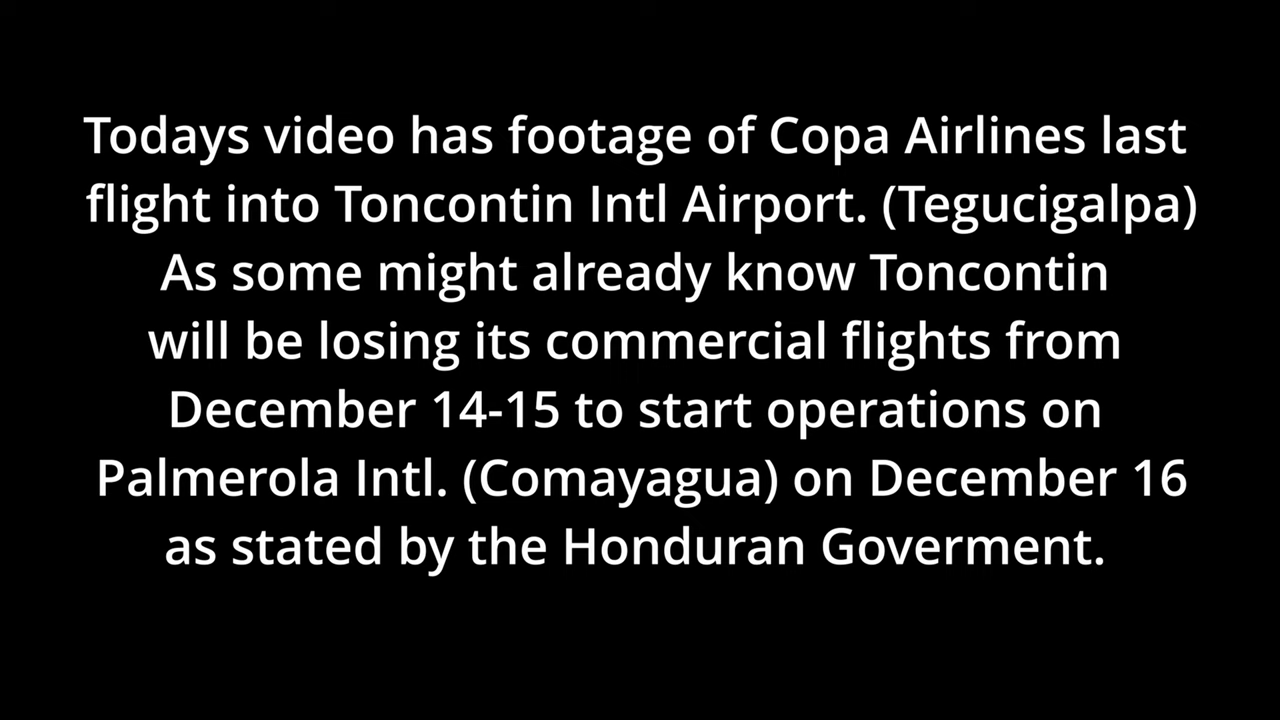 Todays video has footage of Copa Airlines last
flight into Toncontin Intl Airport. (Tegucigalpa)
As some might already know Toncontin
will be losing its commercial flights from
December 14-15 to start operations on
Palmerola Intl. (Comayagua) on December 16
as stated by the Honduran Goverment.